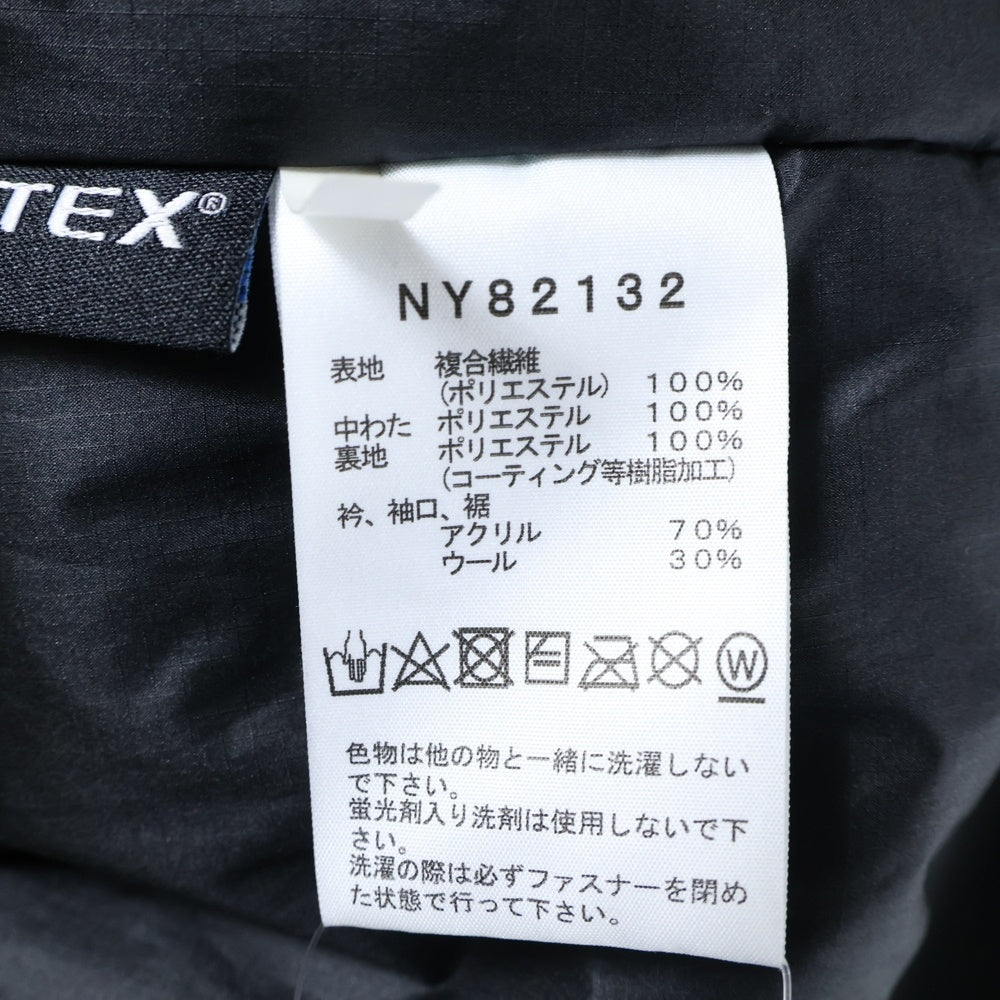 TEX®
NY82132
表地 複合繊維
(ポリエステル) 100%
中わた ポリエステル 100%
裏地 ポリエステル 100%
(コーティング等樹脂加工)
衿、袖口、裾
アクリル 70%
ウール 30%
W
色物は他の物と一緒に洗濯しない
で下さい。
蛍光剤入り洗剤は使用しないで下
さい。
洗濯の際は必ずファスナーを閉め
た状態で行って下さい。